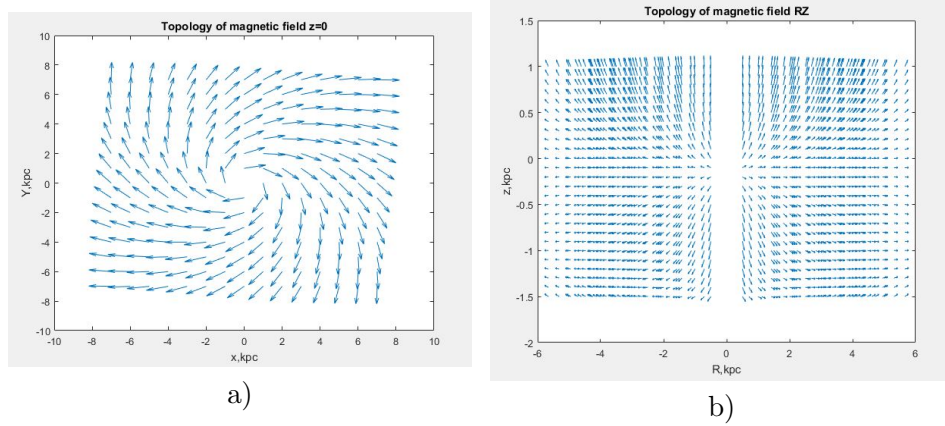 Topology of magnetic field z=0
10
8
6
4
2
0
-2
-4
-6
-8
-10
Y,kpc
-10 -8 -6 -4 -2 0 2 4 6 8 10
x,kpc
a)
Topology of magnetic field RZ
1.5
1
0.5
0
-0.5
-1
-1.5
-2
z,kpc
-6 -4 -2 0 2 4 6
R,kpc
b)